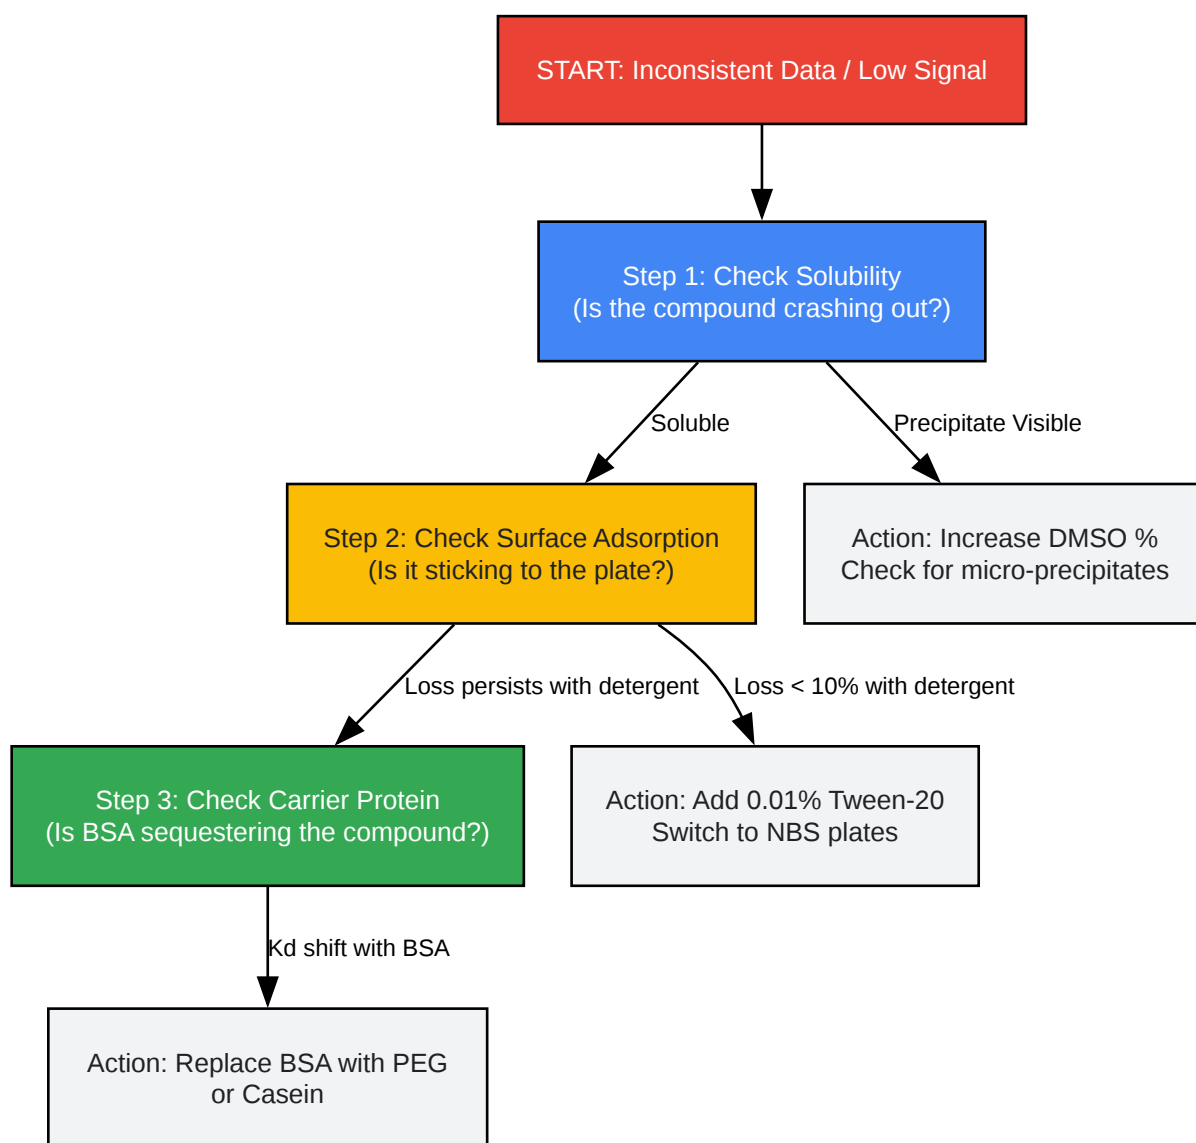 START: Inconsistent Data / Low Signal
Step 1: Check Solubility
(Is the compound crashing out?)
Soluble
Precipitate Visible
Step 2: Check Surface Adsorption
(Is it sticking to the plate?)
Action: Increase DMSO %
Check for micro-precipitates
Loss persists with detergent
Loss < 10% with detergent
Step 3: Check Carrier Protein
(Is BSA sequestering the compound?)
Action: Add 0.01% Tween-20
Switch to NBS plates
Kd shift with BSA
Action: Replace BSA with PEG
or Casein